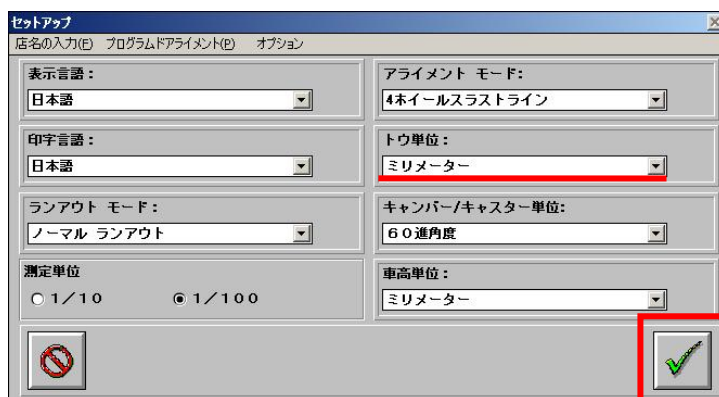 セットアップ
店名の入力(E) プログラムドアライメント(P) オプション
表示言語：
日本語
印字言語：
日本語
ランアウト モード：
ノーマル ランアウト
測定単位
1／10 1／100
アライメント モード：
4ホイールスラストライン
トウ単位：
ミリメーター
キャンバー/キャスター単位：
６０進角度
車高単位：
ミリメーター